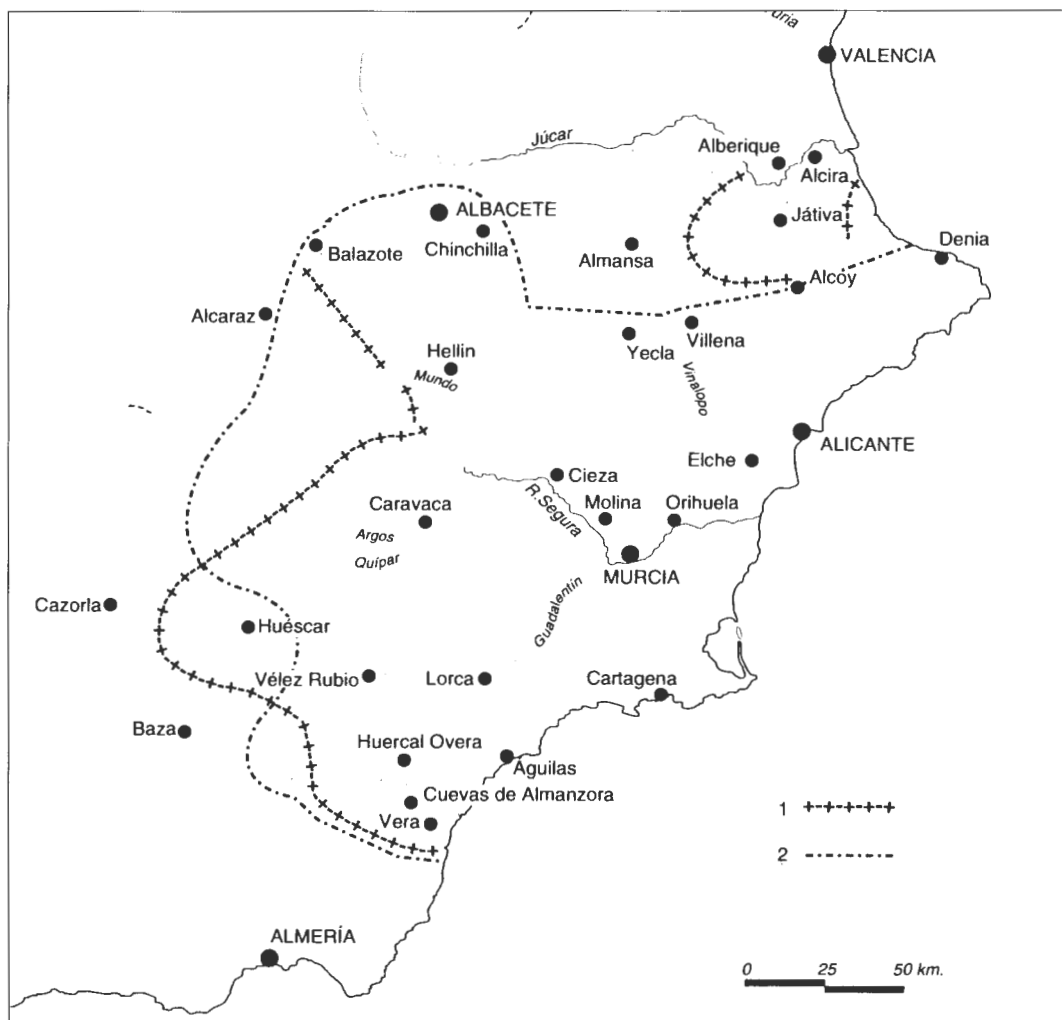 VALENCIA
Júcar
Alberique
Alcira
ALBACETE
Játiva
Chinchilla
Balazote
Almansa
Denia
Alcoy
Alcaraz
Villena
Yecla
Hellin
Mundo
Vinalopo
ALICANTE
Elche
Cieza
R.Segura
Molina
Orihuela
Caravaca
Argos
Quípar
MURCIA
Guadalentín
Cazorla
Huéscar
Vélez Rubio
Lorca
Cartagena
Baza
Huercal Overa
Aguilas
Cuevas de Almanzora
Vera
1
2
ALMERÍA
0 25 50 km.